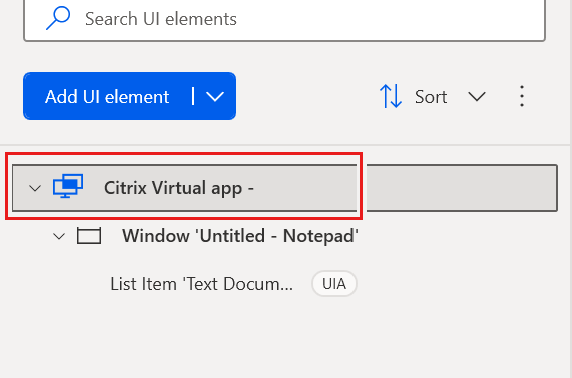 Search UI elements
Add UI element
Sort
Citrix Virtual app -
Window 'Untitled - Notepad'
List Item 'Text Docum... UIA